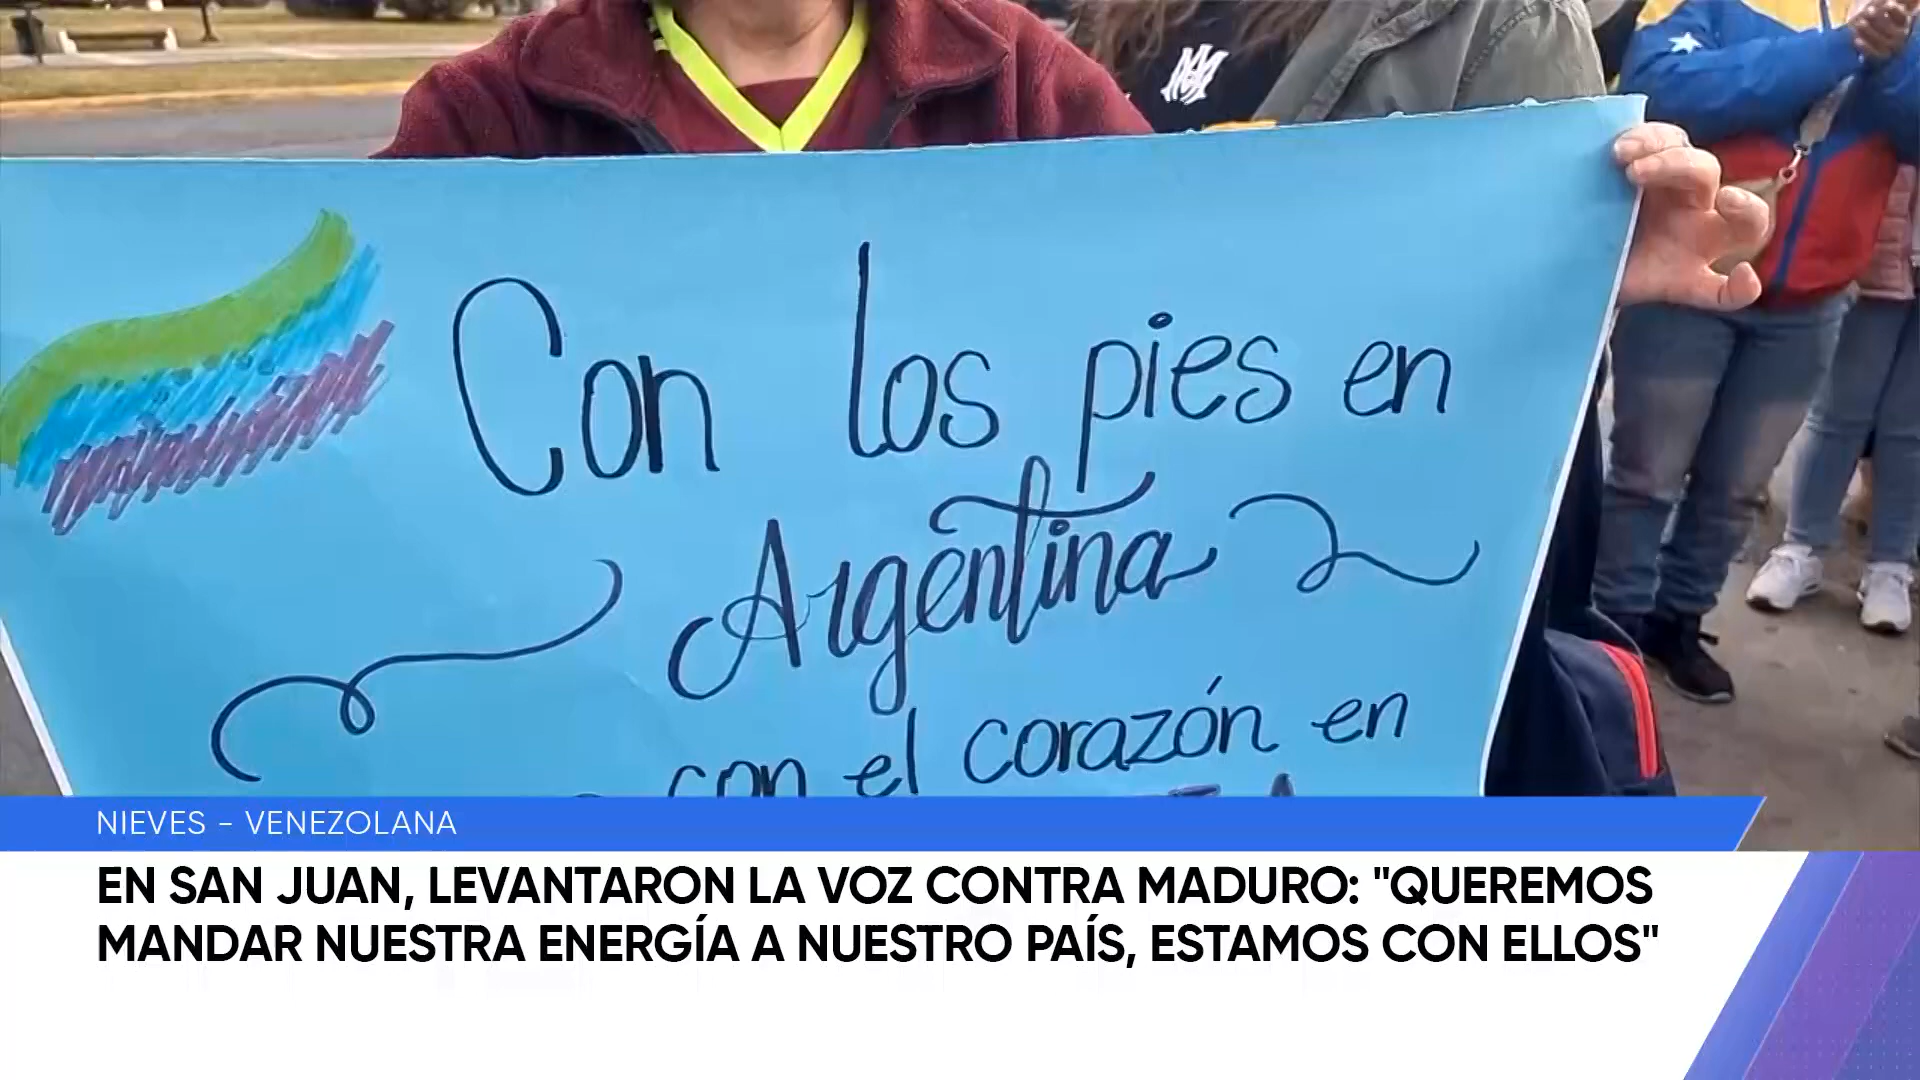 Con los pies en
Argentina
con el corazón en
NIEVES - VENEZOLANA
EN SAN JUAN, LEVANTARON LA VOZ CONTRA MADURO: "QUEREMOS
MANDAR NUESTRA ENERGÍA A NUESTRO PAÍS, ESTAMOS CON ELLOS"